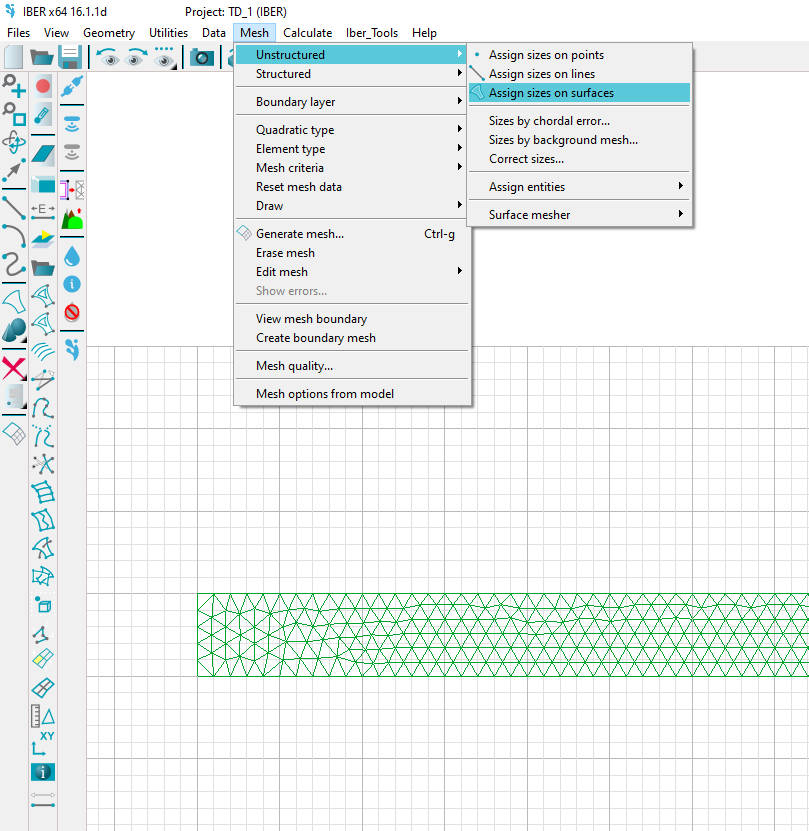 IBER x64 16.1.1d Project: TD_1 (IBER)
Files View Geometry Utilities Data Mesh Calculate Iber_Tools Help
Unstructured
Structured
Boundary layer
Quadratic type
Element type
Mesh criteria
Reset mesh data
Draw
Generate mesh... Ctrl-g
Erase mesh
Edit mesh
Show errors...
View mesh boundary
Create boundary mesh
Mesh quality...
Mesh options from model
Assign sizes on points
Assign sizes on lines
Assign sizes on surfaces
Sizes by chordal error...
Sizes by background mesh...
Correct sizes...
Assign entities
Surface mesher
E
XY